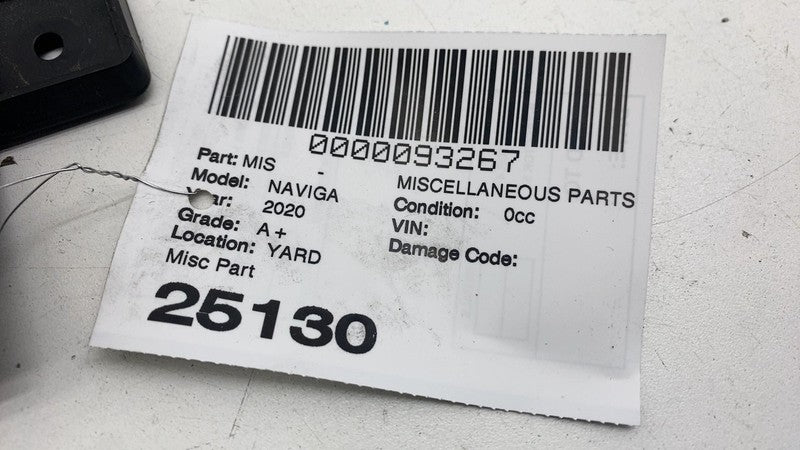 0000093267
Part: MIS - MISCELLANEOUS PARTS
Model: NAVIGA Condition: 0cc
Year: 2020 VIN:
Grade: A+ Damage Code:
Location: YARD
Misc Part
25130